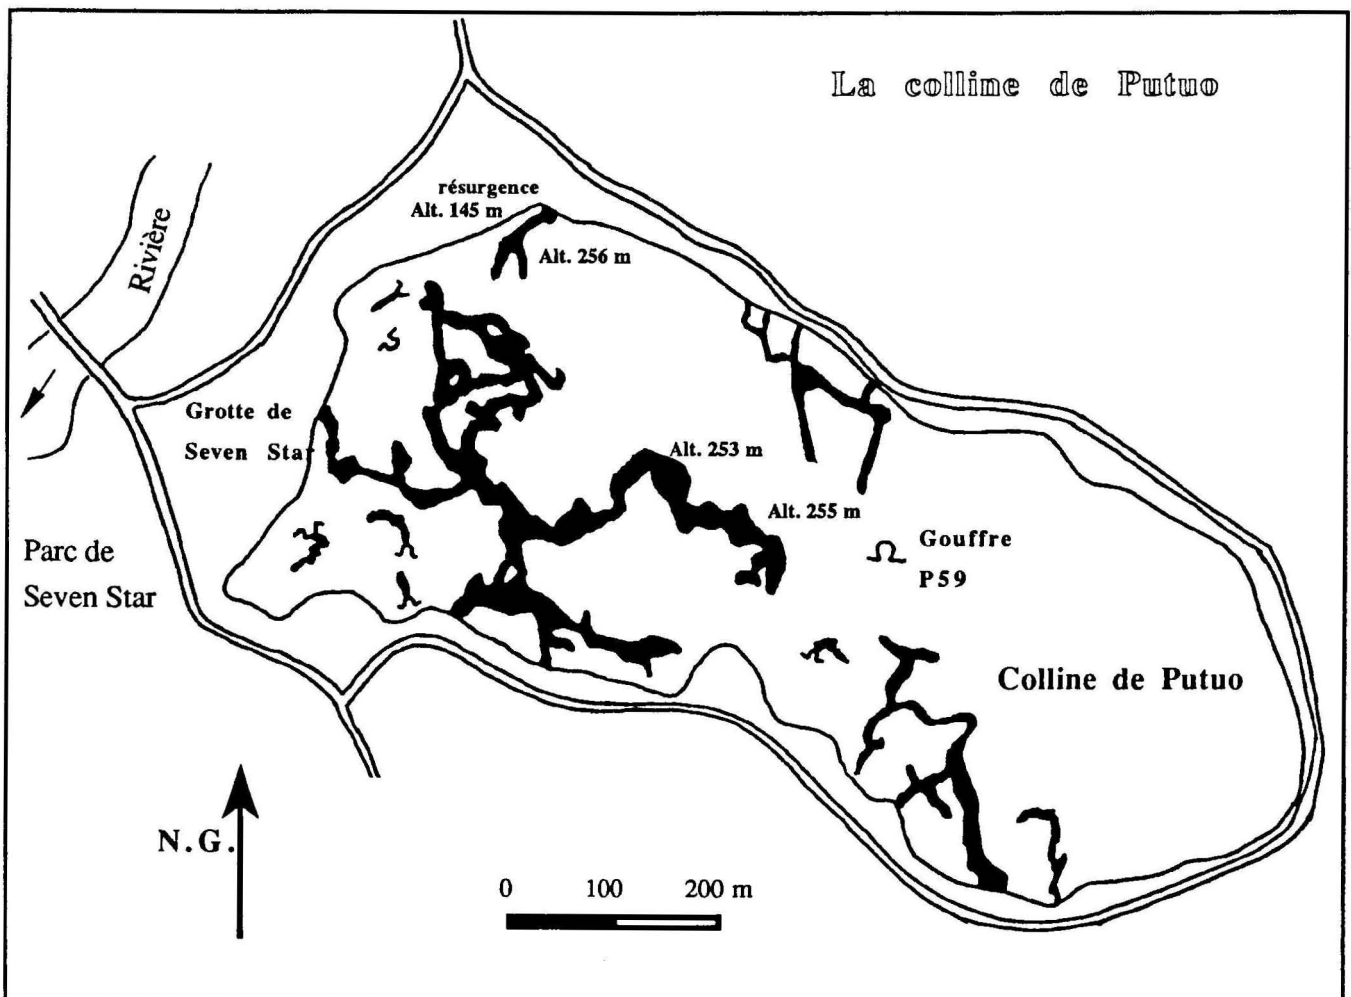 La colline de Putuo
résurgence
Alt. 145 m
Rivière
Alt. 256 m
Grotte de
Seven Star
Alt. 253 m
Alt. 255 m
Gouffre
P59
Parc de
Seven Star
Colline de Putuo
N.G.
0 100 200 m